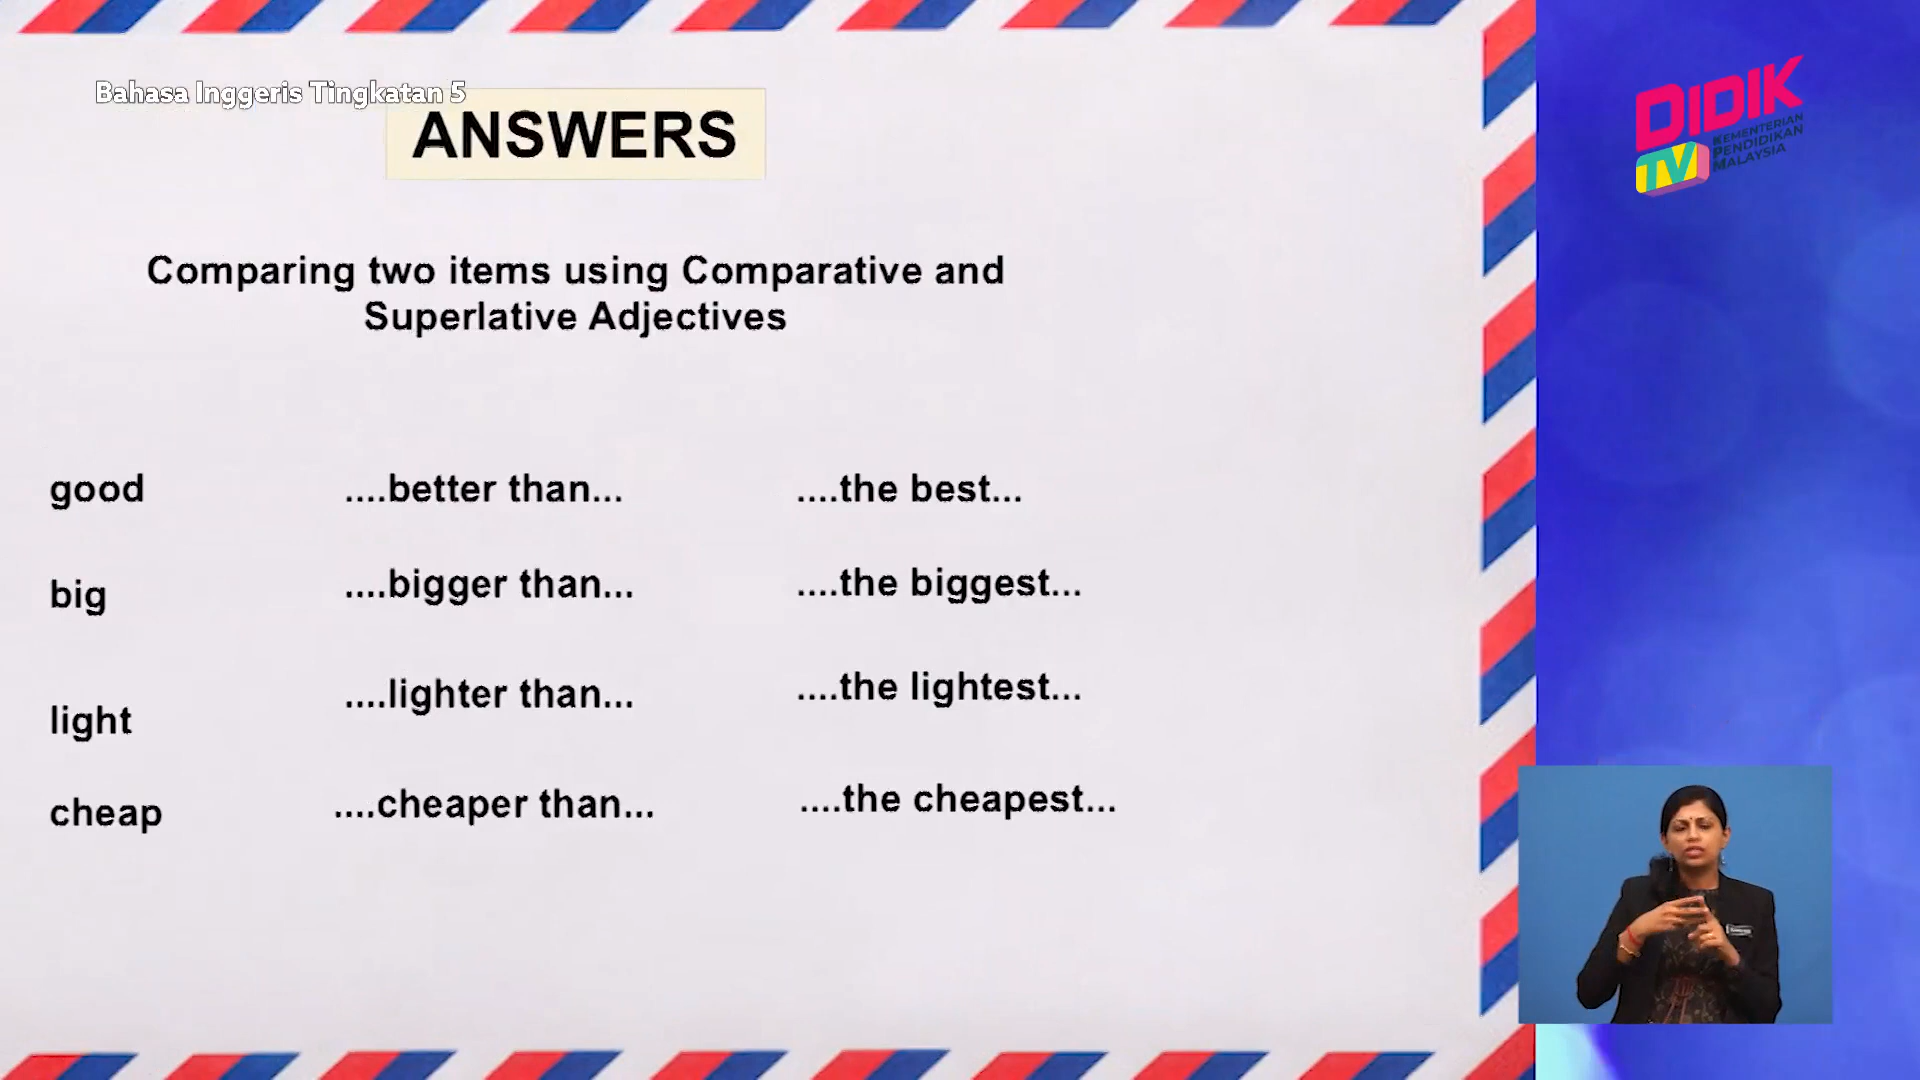 Bahasa Inggeris Tingkatan 5
ANSWERS
DIDIK
TV
KEMENTERIAN
PENDIDIKAN
MALAYSIA
Comparing two items using Comparative and
Superlative Adjectives
good ....better than... ....the best...
big ....bigger than... ....the biggest...
light ....lighter than... ....the lightest...
cheap ....cheaper than... ....the cheapest...